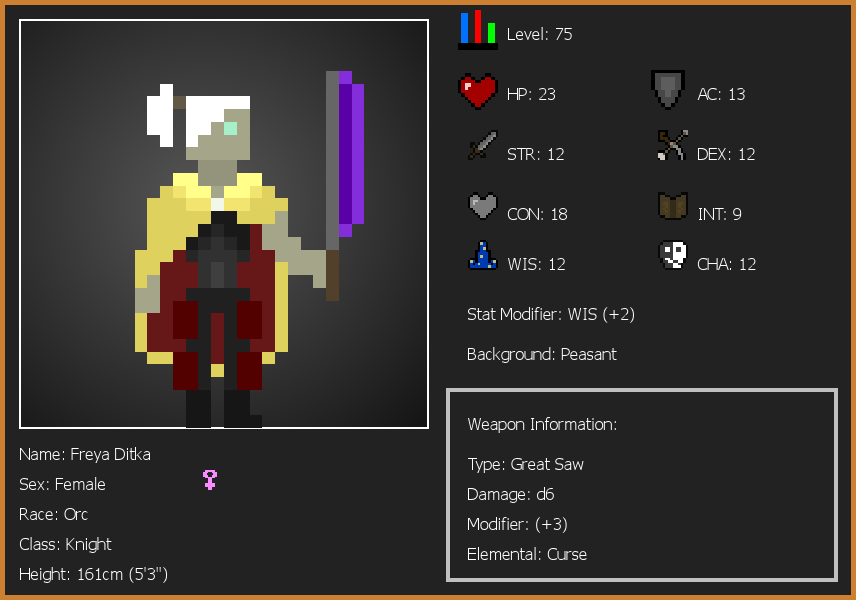 Level: 75
HP: 23
AC: 13
STR: 12
DEX: 12
CON: 18
INT: 9
WIS: 12
CHA: 12
Stat Modifier: WIS (+2)
Background: Peasant
Weapon Information:
Type: Great Saw
Damage: d6
Modifier: (+3)
Elemental: Curse
Name: Freya Ditka
Sex: Female
Race: Orc
Class: Knight
Height: 161cm (5'3")